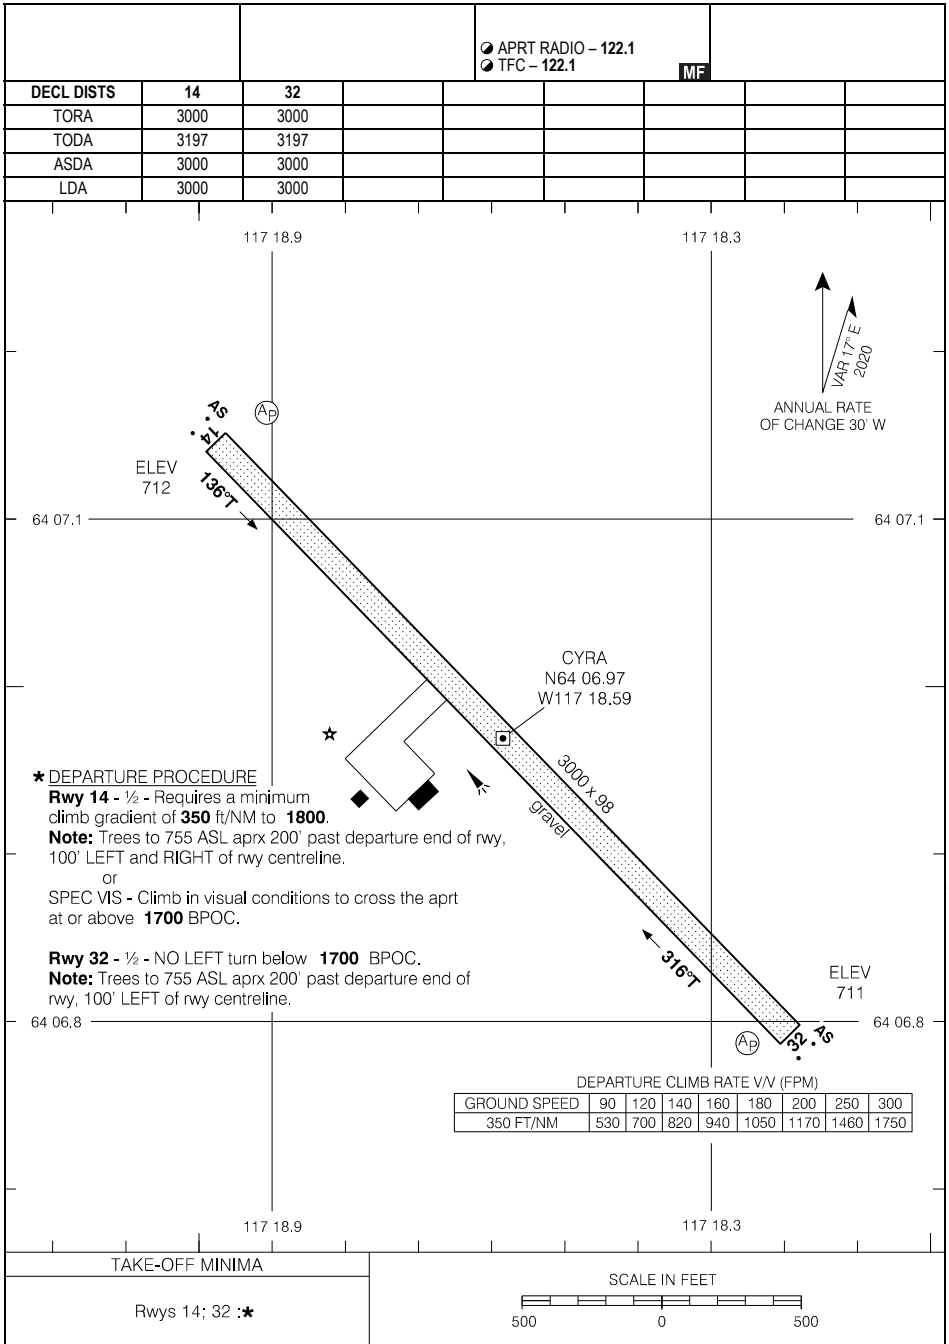 APRT RADIO – 122.1
TFC – 122.1
MF
DECL DISTS 14 32
TORA 3000 3000
TODA 3197 3197
ASDA 3000 3000
LDA 3000 3000
117 18.9 117 18.3
VAR 17° E
2020
ANNUAL RATE
OF CHANGE 30' W
AS
14
AP
ELEV
712
136°T
64 07.1 64 07.1
CYRA
N64 06.97
W117 18.59
3000 x 98
gravel
* DEPARTURE PROCEDURE
Rwy 14 - ½ - Requires a minimum
climb gradient of 350 ft/NM to 1800.
Note: Trees to 755 ASL aprx 200' past departure end of rwy,
100' LEFT and RIGHT of rwy centreline.
or
SPEC VIS - Climb in visual conditions to cross the aprt
at or above 1700 BPOC.
Rwy 32 - ½ - NO LEFT turn below 1700 BPOC.
Note: Trees to 755 ASL aprx 200' past departure end of
rwy, 100' LEFT of rwy centreline.
316°T
ELEV
711
64 06.8 64 06.8
AP
32
AS
DEPARTURE CLIMB RATE V/V (FPM)
GROUND SPEED 90 120 140 160 180 200 250 300
350 FT/NM 530 700 820 940 1050 1170 1460 1750
117 18.9 117 18.3
TAKE-OFF MINIMA
Rwys 14; 32 :*
SCALE IN FEET
500 0 500